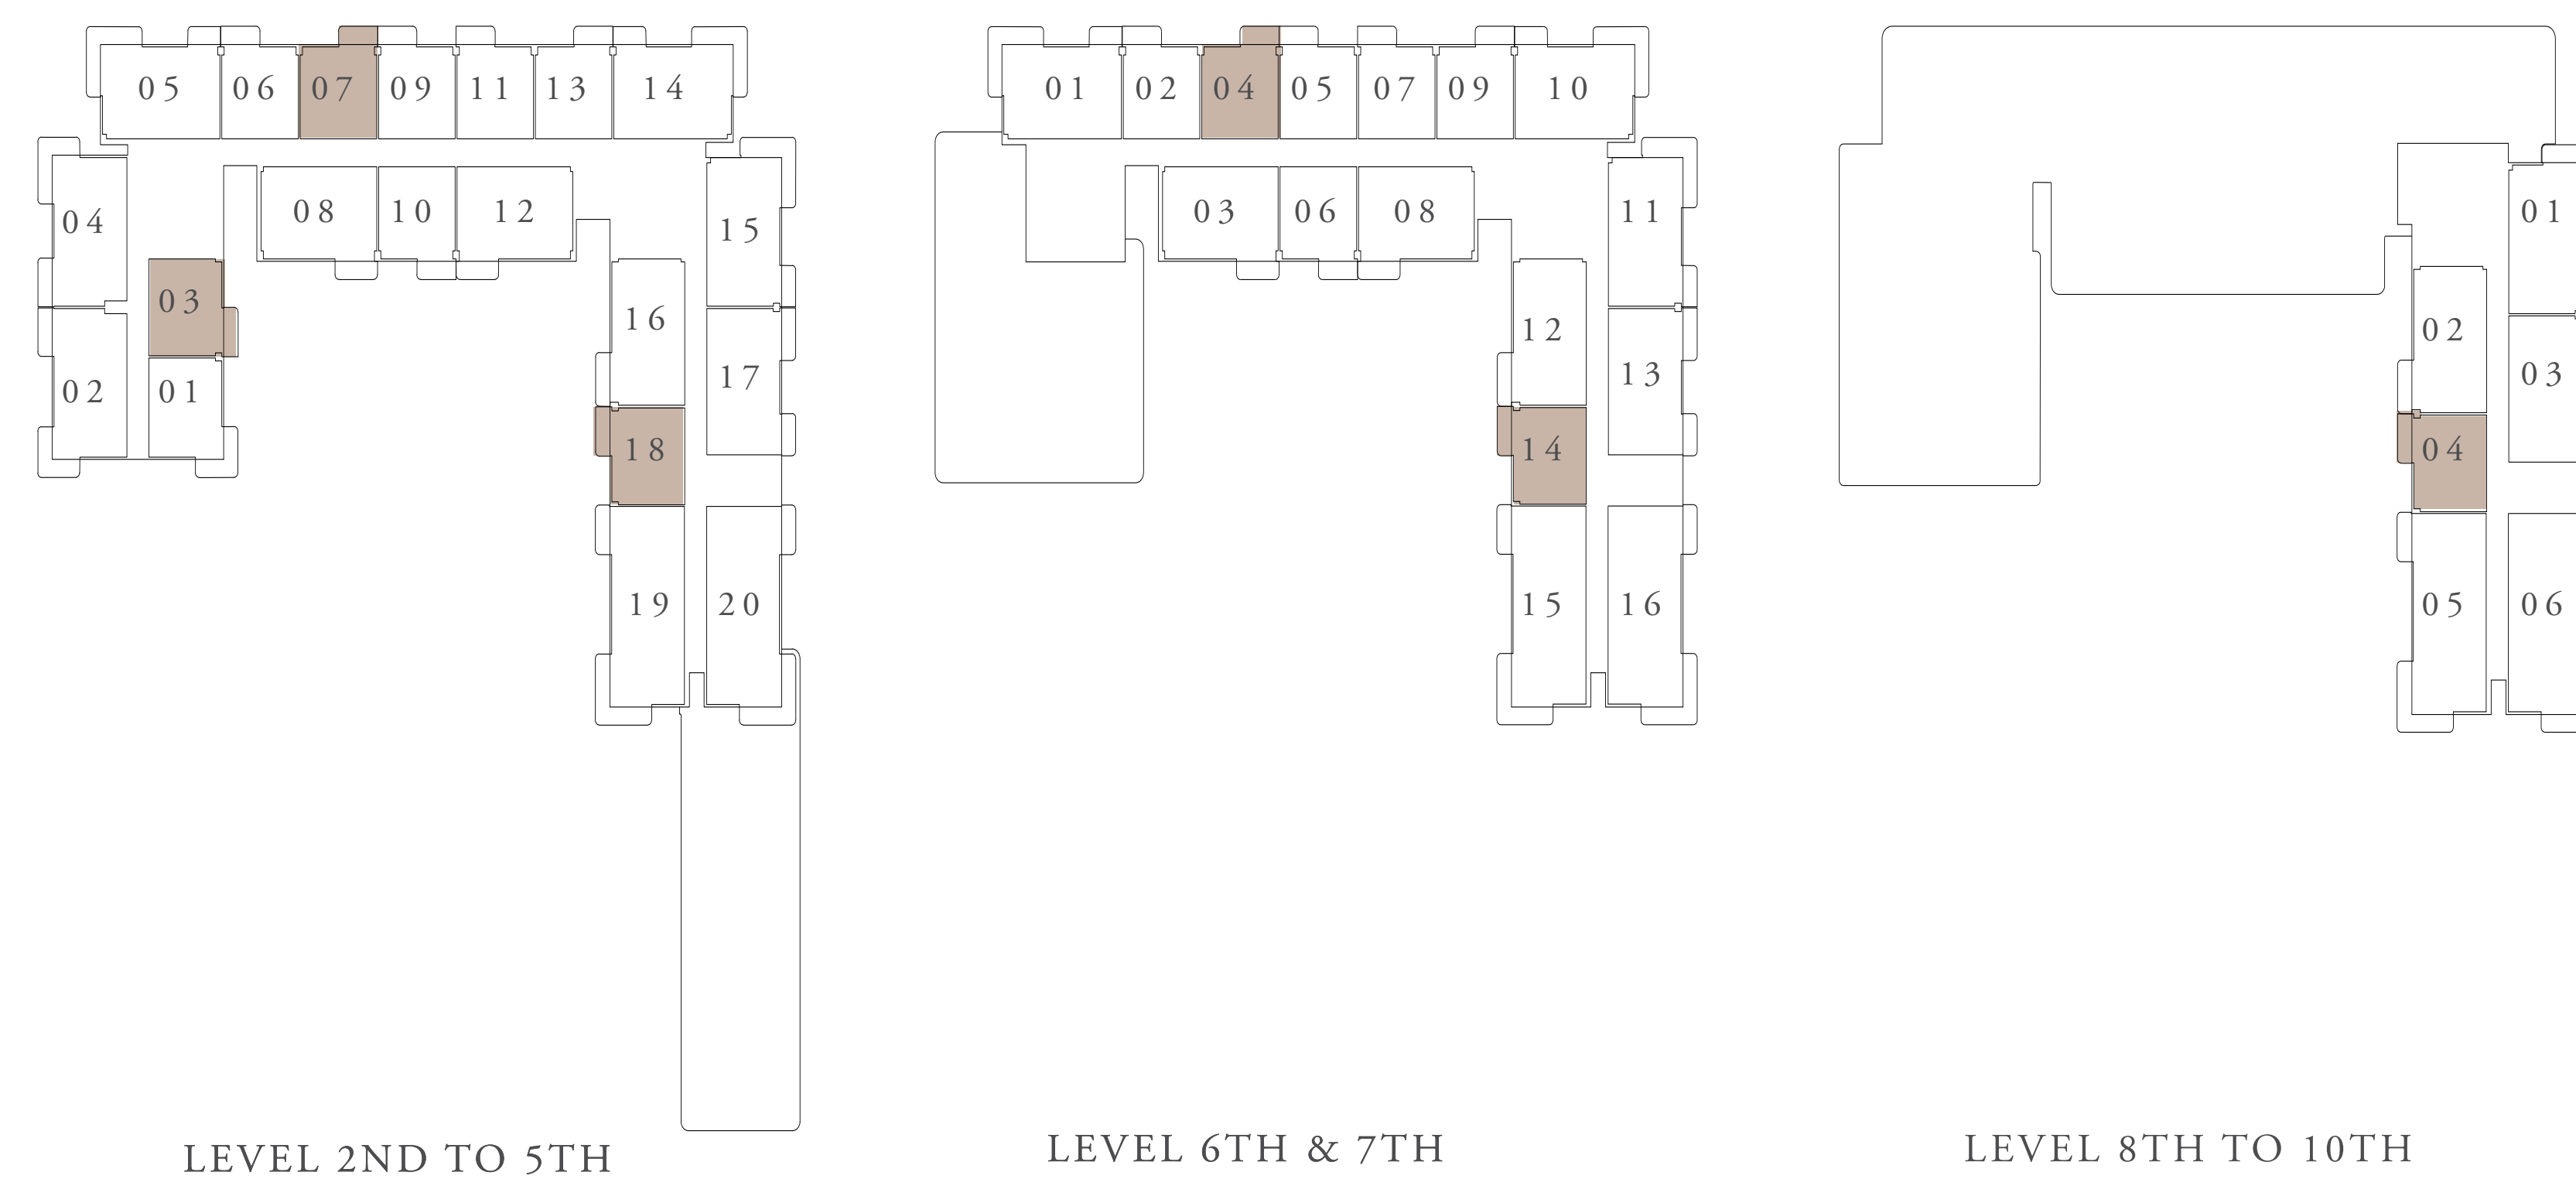 05 06 07 09 11 13 14
04 08 10 12 15
03 16
02 01 18 17
19 20
LEVEL 2ND TO 5TH
01 02 04 05 07 09 10
03 06 08 11
12 13
14
15 16
LEVEL 6TH & 7TH
01
02 03
04
05 06
LEVEL 8TH TO 10TH